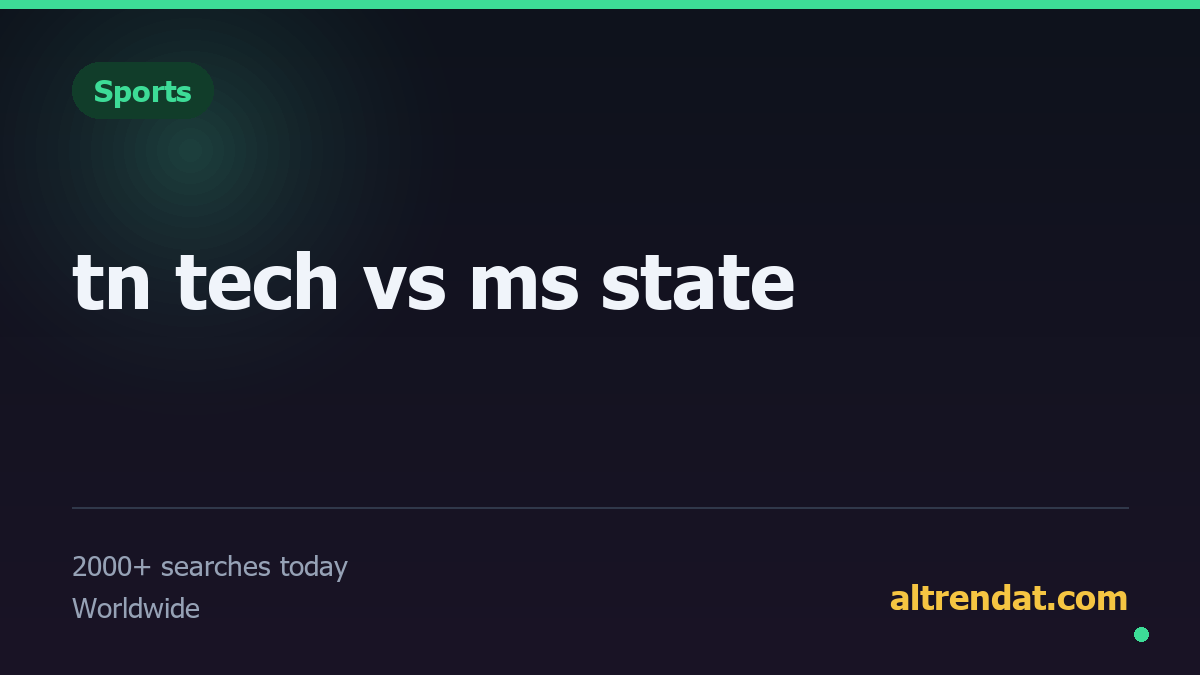 Sports
tn tech vs ms state
2000+ searches today
Worldwide
altrendat.com